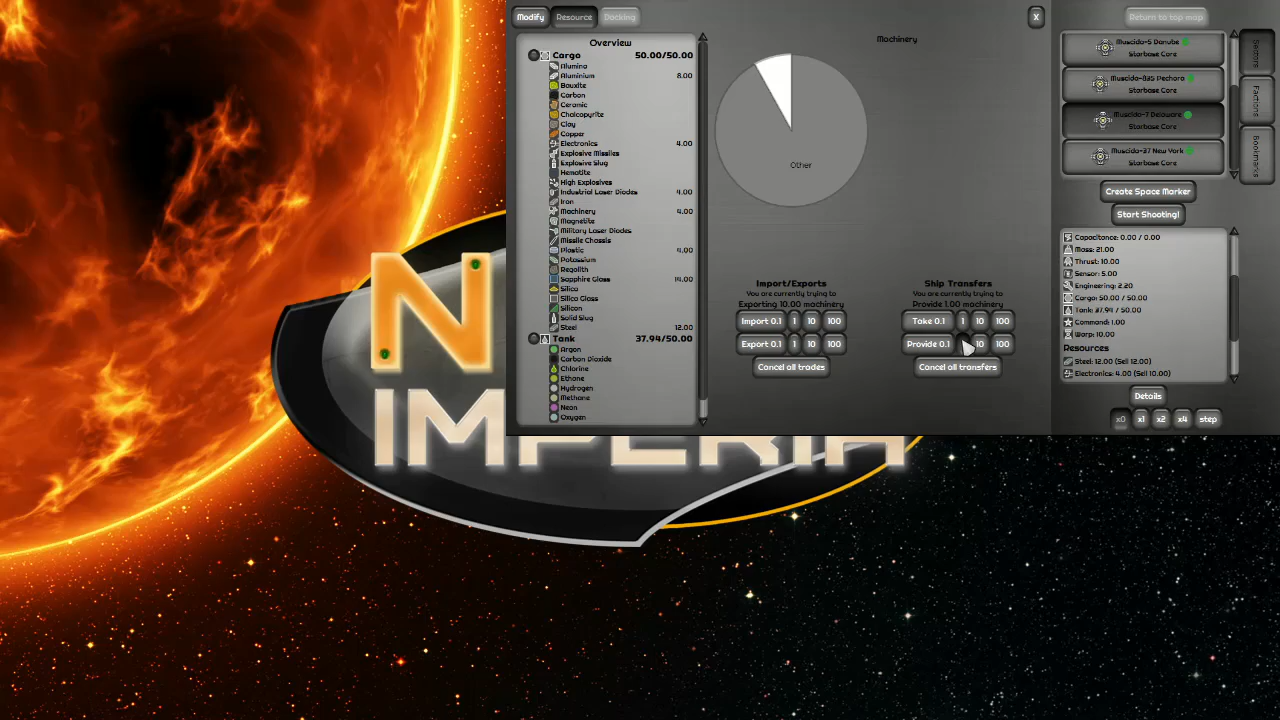 Modify Resource Docking X
Overview
Cargo 50.00/50.00
Alumina
Aluminium 8.00
Bauxite
Carbon
Ceramic
Chalcopyrite
Clay
Copper
Electronics 4.00
Explosive Missiles
Explosive Slug
Hematite
High Explosives
Industrial Laser Diodes 4.00
Iron
Machinery 4.00
Magnetite
Military Laser Diodes
Missile Chassis
Plastic 4.00
Potassium
Regolith
Sapphire Glass 14.00
Silica
Silica Glass
Silicon
Solid Slug
Steel 12.00
Tank 37.94/50.00
Argon
Carbon Dioxide
Chlorine
Ethane
Hydrogen
Methane
Neon
Oxygen
Machinery
Other
Import/Exports
You are currently trying to
Exporting 10.00 machinery
Import 0.1 1 10 100
Export 0.1 1 10 100
Cancel all trades
Ship Transfers
You are currently trying to
Provide 1.00 machinery
Take 0.1 1 10 100
Provide 0.1 10 100
Cancel all transfers
Return to top map
Muscida-5 Danube
Starbase Core
Muscida-835 Pechora
Starbase Core
Muscida-7 Delaware
Starbase Core
Muscida-37 New York
Starbase Core
Sectors
Factions
Bookmarks
Create Space Marker
Start Shooting!
Capacitance: 0.00 / 0.00
Mass: 21.00
Thrust: 10.00
Sensor: 5.00
Engineering: 2.20
Cargo: 50.00 / 50.00
Tank: 37.94 / 50.00
Command: 1.00
Warp: 10.00
Resources
Steel: 12.00 (Sell 12.00)
Electronics: 4.00 (Sell 10.00)
Details
x0 x1 x2 x4 step
N
IMPERIA